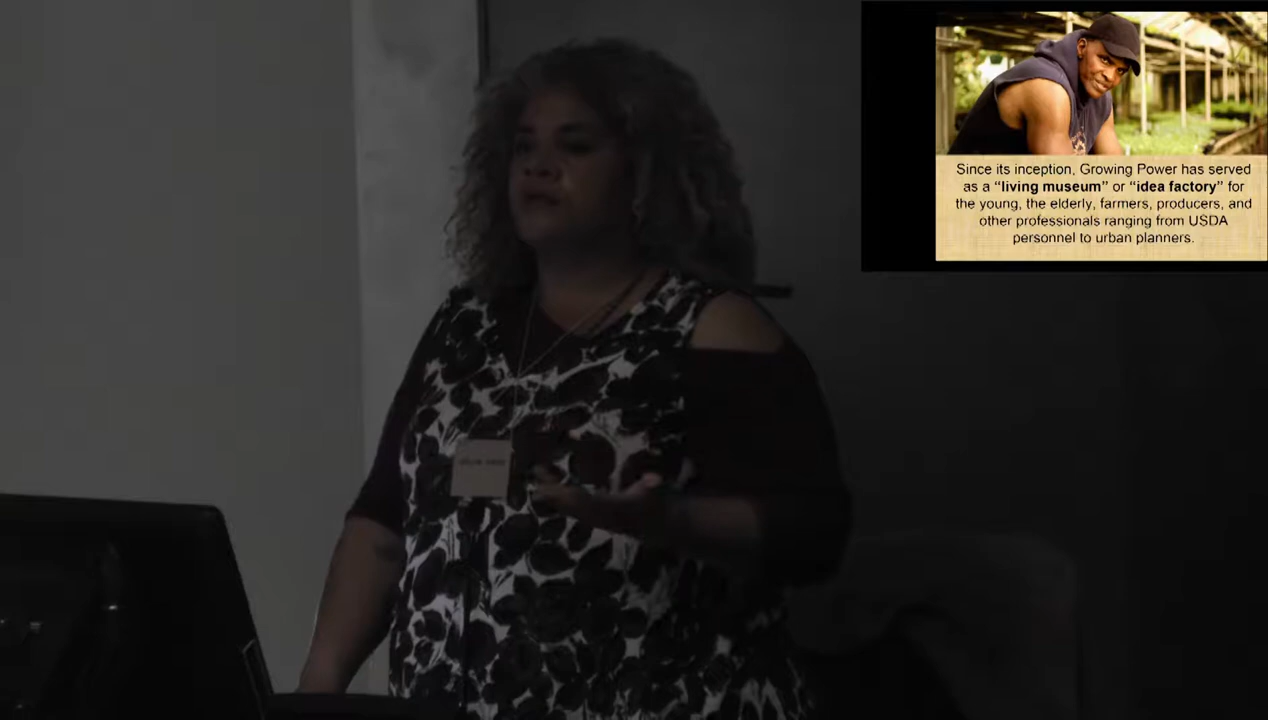 Since its inception, Growing Power has served
as a “living museum” or “idea factory” for
the young, the elderly, farmers, producers, and
other professionals ranging from USDA
personnel to urban planners.